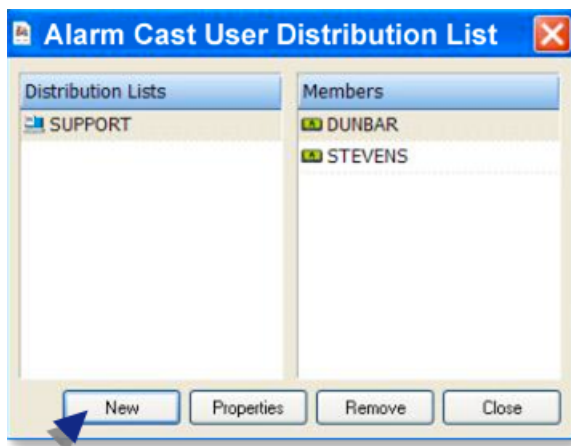 Alarm Cast User Distribution List
Distribution Lists
Members
SUPPORT
DUNBAR
STEVENS
New
Properties
Remove
Close